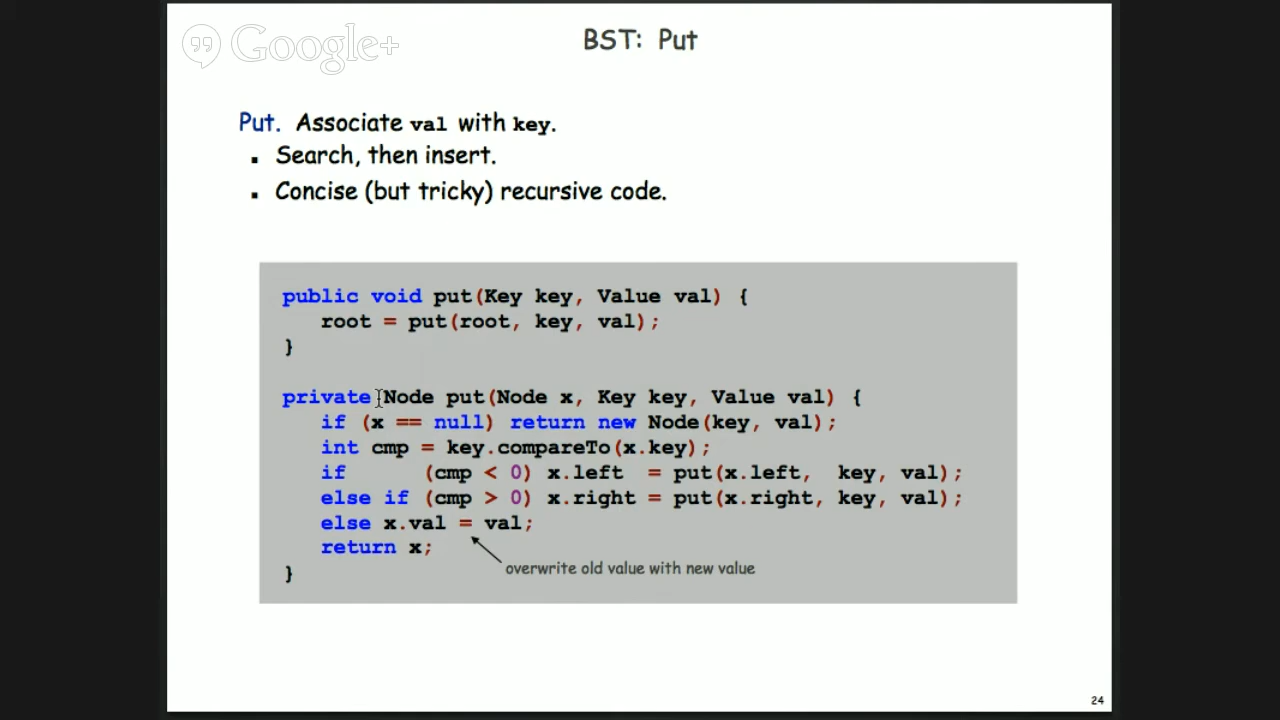 Google+
BST: Put
Put. Associate val with key.
▪ Search, then insert.
▪ Concise (but tricky) recursive code.
public void put(Key key, Value val) {
   root = put(root, key, val);
}
private Node put(Node x, Key key, Value val) {
   if (x == null) return new Node(key, val);
   int cmp = key.compareTo(x.key);
   if      (cmp < 0) x.left  = put(x.left,  key, val);
   else if (cmp > 0) x.right = put(x.right, key, val);
   else x.val = val;
   return x;
overwrite old value with new value
}
24